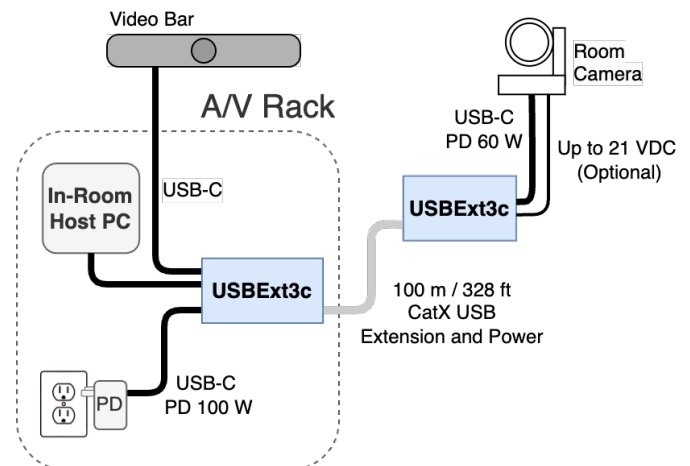 Video Bar
A/V Rack
Room
Camera
USB-C
PD 60 W
Up to 21 VDC
(Optional)
USB-C
In-Room
Host PC
USBExt3c
USBExt3c
100 m / 328 ft
CatX USB
Extension and Power
USB-C
PD 100 W
PD